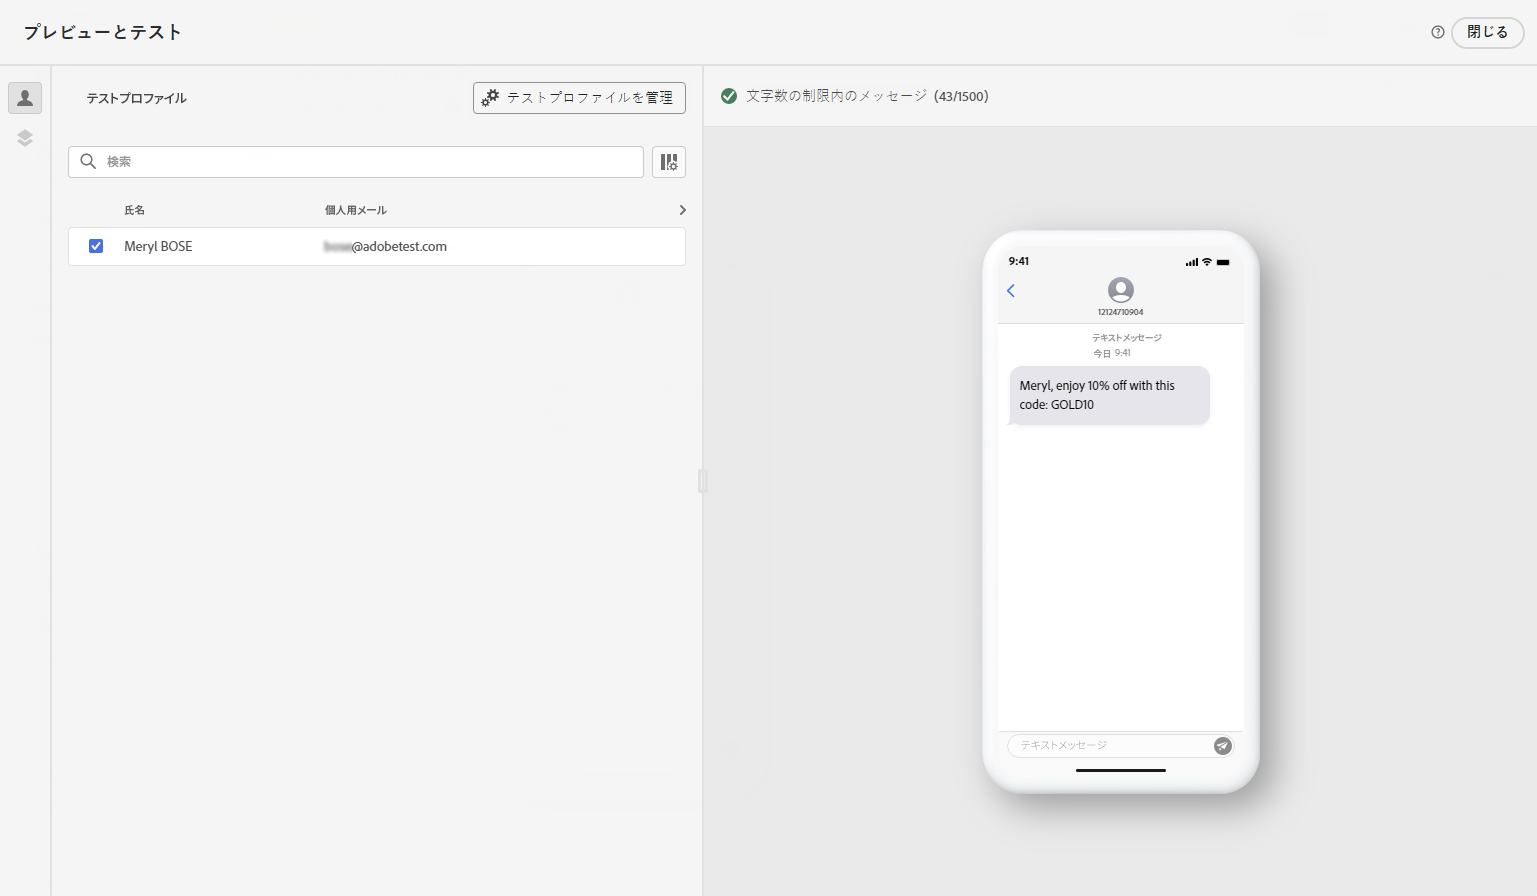 プレビューとテスト
閉じる
テストプロファイル
テストプロファイルを管理
検索
氏名 個人用メール
Meryl BOSE @adobetest.com
文字数の制限内のメッセージ (43/1500)
9:41
12124710904
テキストメッセージ
今日 9:41
Meryl, enjoy 10% off with this
code: GOLD10
テキストメッセージ